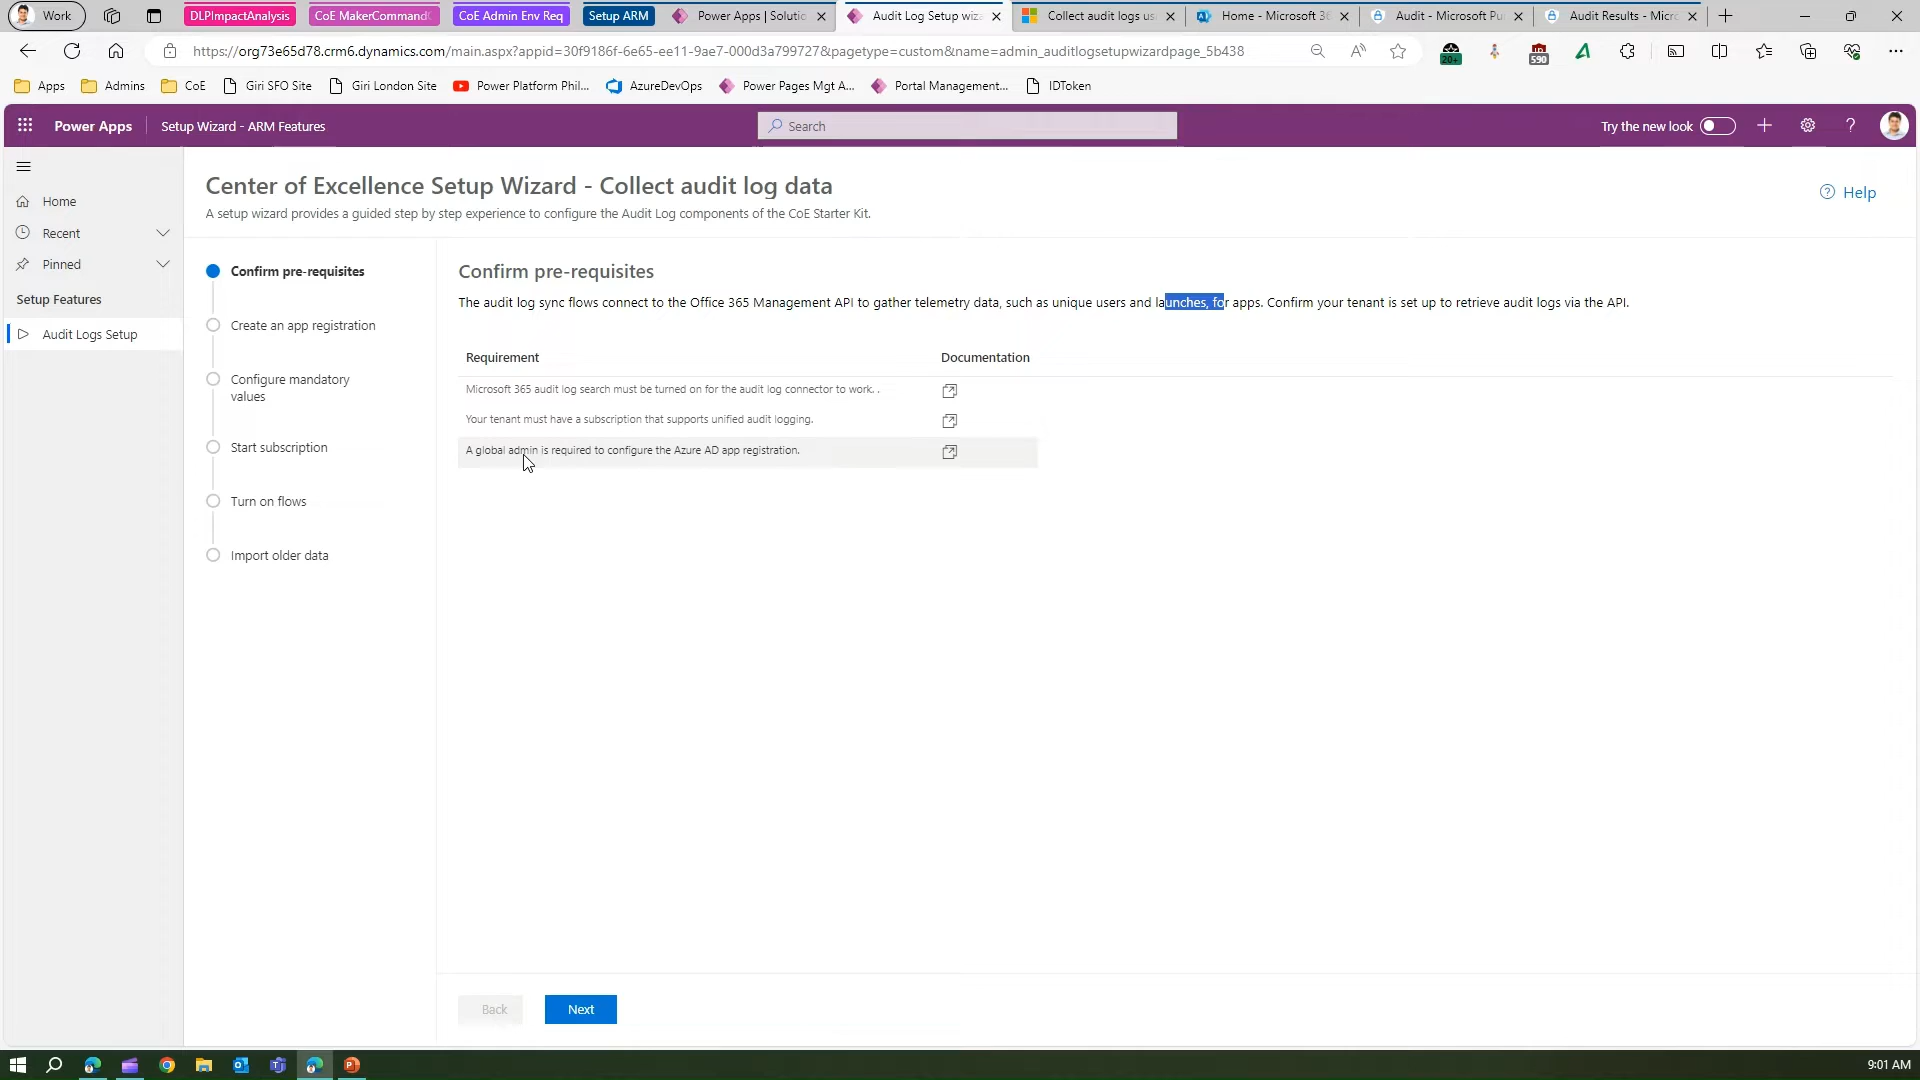 Work
DLPImpactAnalysis
CoE MakerCommand
CoE Admin Env Req
Setup ARM
Power Apps | Soluti
Audit Log Setup wiz
Collect audit logs us
Home - Microsoft 36
Audit - Microsoft Pu
Audit Results - Micr
https://org73e65d78.crm6.dynamics.com/main.aspx?appid=30f9186f-6e65-ee11-9ae7-000d3a799727&pagetype=custom&name=admin_auditlogsetupwizardpage_5b438
20+
590
Apps
Admins
CoE
Giri SFO Site
Giri London Site
Power Platform Phil...
AzureDevOps
Power Pages Mgt A...
Portal Management...
IDToken
Power Apps
Setup Wizard - ARM Features
Search
Try the new look
Home
Recent
Pinned
Setup Features
Audit Logs Setup
Center of Excellence Setup Wizard - Collect audit log data
A setup wizard provides a guided step by step experience to configure the Audit Log components of the CoE Starter Kit.
Help
Confirm pre-requisites
Create an app registration
Configure mandatory
values
Start subscription
Turn on flows
Import older data
Confirm pre-requisites
The audit log sync flows connect to the Office 365 Management API to gather telemetry data, such as unique users and launches, for apps. Confirm your tenant is set up to retrieve audit logs via the API.
Requirement
Documentation
Microsoft 365 audit log search must be turned on for the audit log connector to work. .
Your tenant must have a subscription that supports unified audit logging.
A global admin is required to configure the Azure AD app registration.
Back
Next
9:01 AM